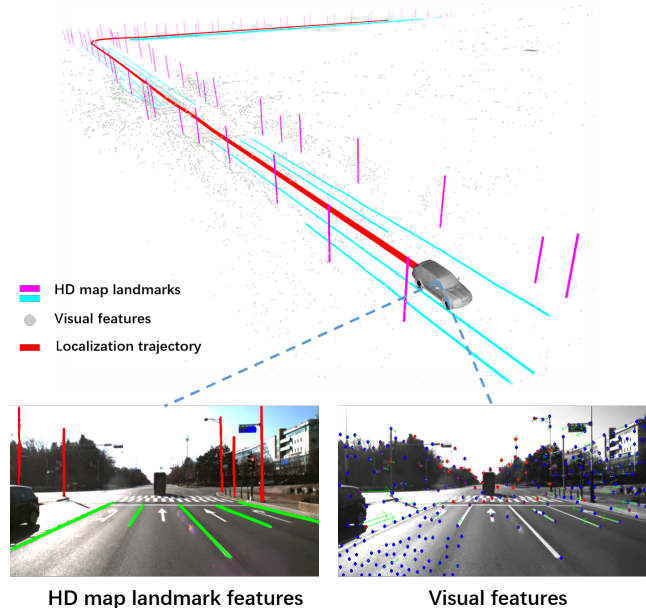 HD map landmarks
Visual features
Localization trajectory
HD map landmark features
Visual features